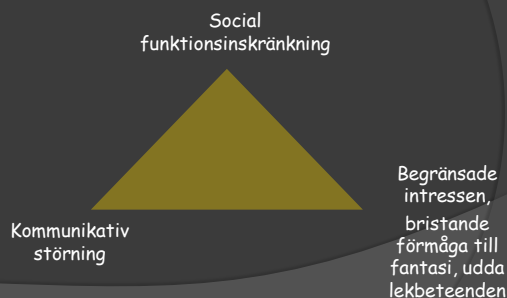 Social
funktionsinskränkning
Kommunikativ
störning
Begränsade
intressen,
bristande
förmåga till
fantasi, udda
lekbeteenden